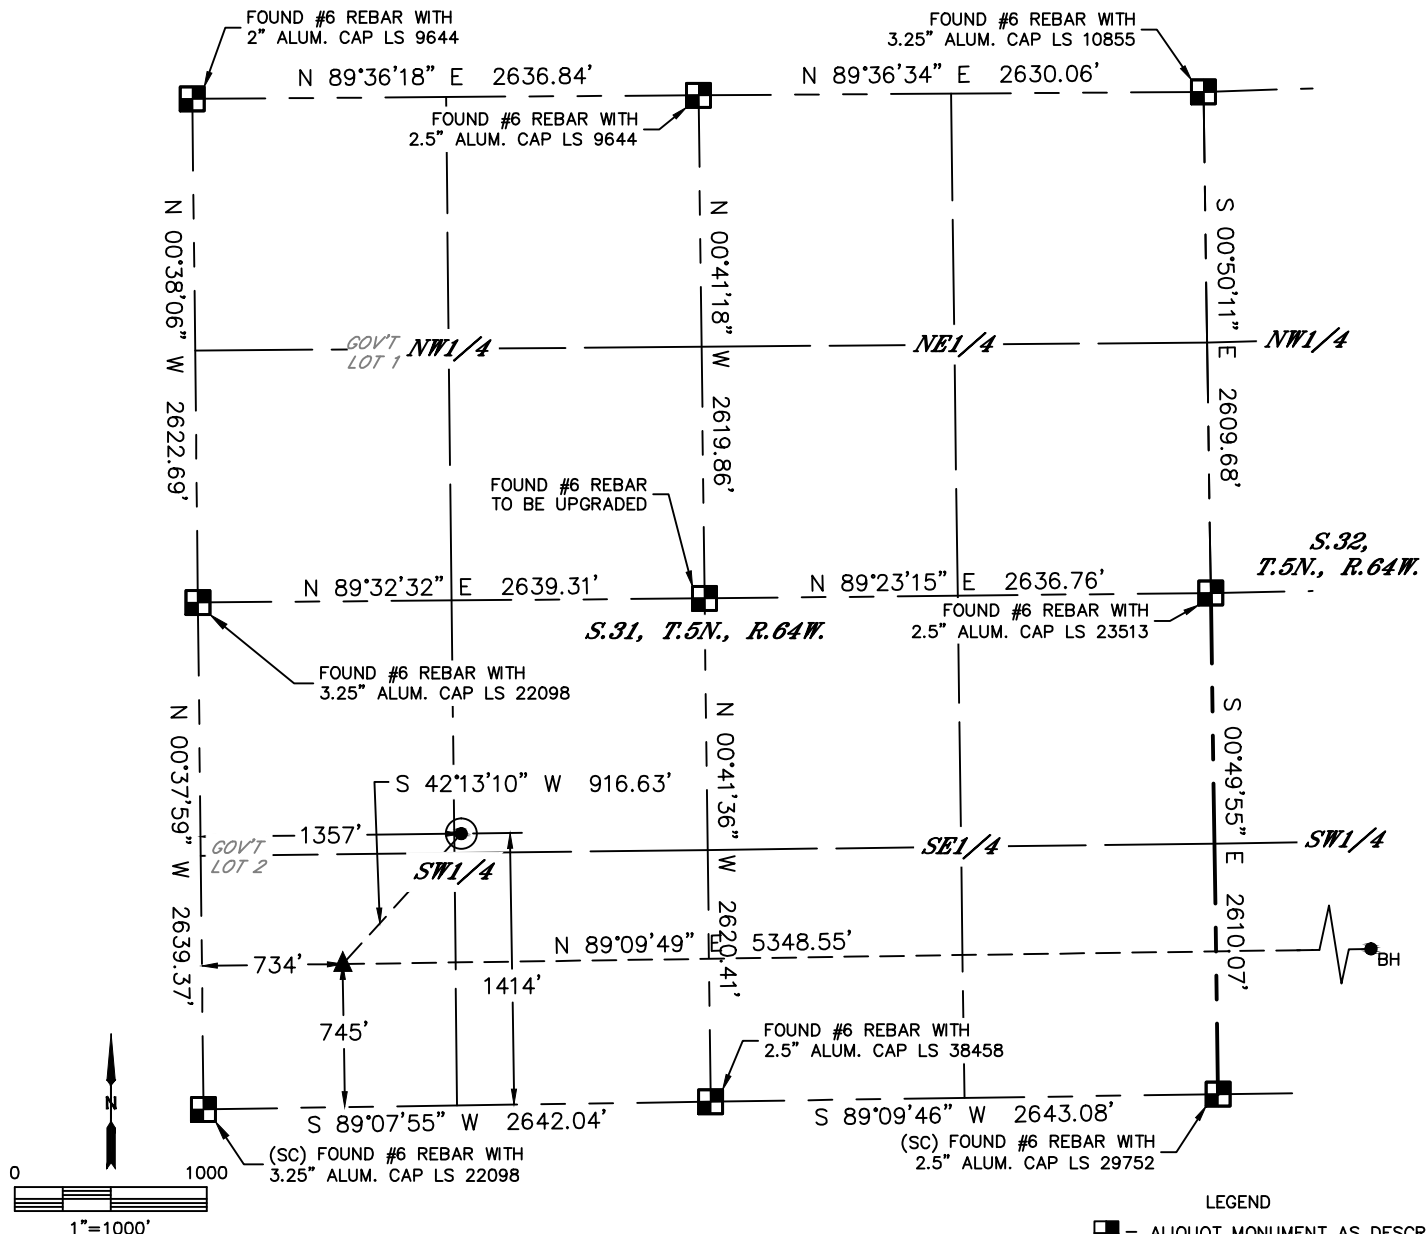 FOUND #6 REBAR WITH
2" ALUM. CAP LS 9644
FOUND #6 REBAR WITH
3.25" ALUM. CAP LS 10855
N 89°36'18" E 2636.84'
N 89°36'34" E 2630.06'
FOUND #6 REBAR WITH
2.5" ALUM. CAP LS 9644
N 00°38'06" W 2622.69'
N 00°41'18" W 2619.86'
S 00°50'11" E 2609.68'
GOV'T
LOT 1
NW1/4
NE1/4
NW1/4
FOUND #6 REBAR
TO BE UPGRADED
S.32,
T.5N., R.64W.
N 89°32'32" E 2639.31'
N 89°23'15" E 2636.76'
FOUND #6 REBAR WITH
2.5" ALUM. CAP LS 23513
S.31, T.5N., R.64W.
FOUND #6 REBAR WITH
3.25" ALUM. CAP LS 22098
N 00°37'59" W 2639.37'
N 00°41'36" W 2620.41'
S 00°49'55" E 2610.07'
S 42°13'10" W 916.63'
1357'
GOV'T
LOT 2
SW1/4
SE1/4
SW1/4
N 89°09'49" E 5348.55'
BH
734'
1414'
745'
FOUND #6 REBAR WITH
2.5" ALUM. CAP LS 38458
N
S 89°07'55" W 2642.04'
S 89°09'46" W 2643.08'
(SC) FOUND #6 REBAR WITH
3.25" ALUM. CAP LS 22098
(SC) FOUND #6 REBAR WITH
2.5" ALUM. CAP LS 29752
0 1000
1"=1000'
LEGEND
= ALIQUOT MONUMENT AS DESCR